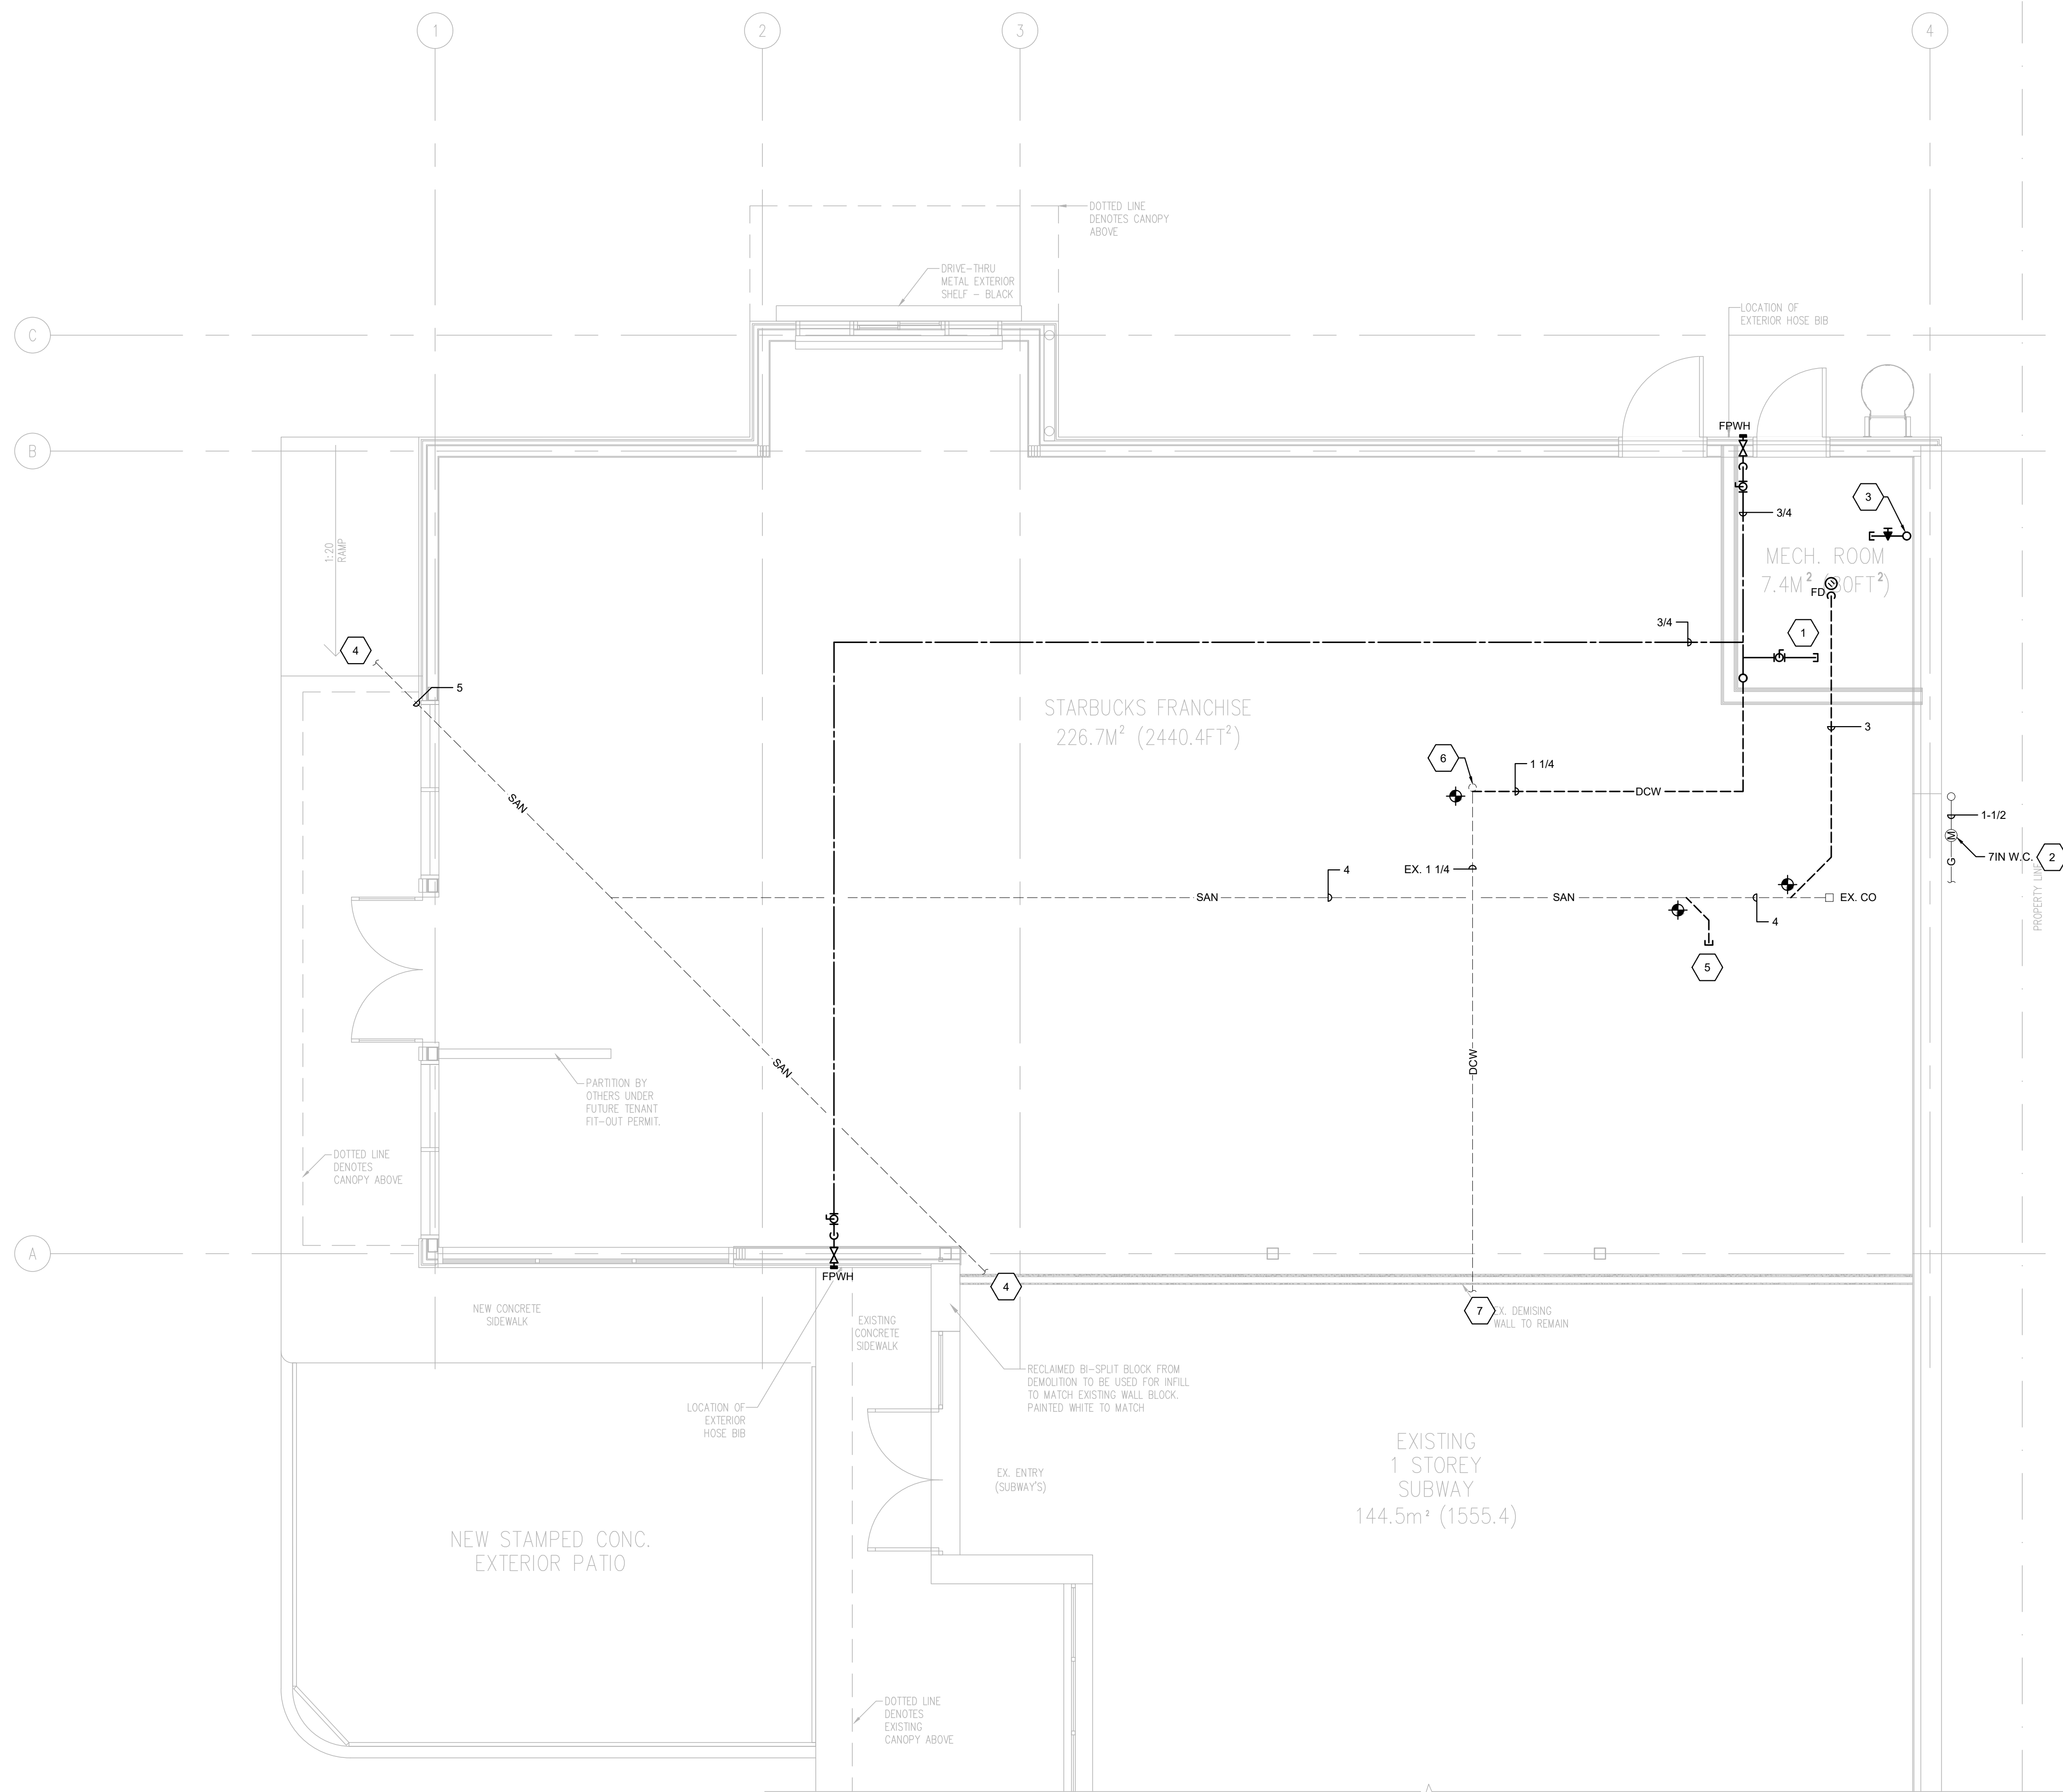 1
2
3
4
DOTTED LINE
DENOTES CANOPY
ABOVE
DRIVE-THRU
METAL EXTERIOR
SHELF - BLACK
LOCATION OF
EXTERIOR HOSE BIB
C
B
FPWH
3
3/4
MECH. ROOM
FD
1:20
RAMP
3/4
1
4
5
STARBUCKS FRANCHISE
226.7M² (2440.4FT²)
3
6
1 1/4
DCW
SAN
1-1/2
M
7IN W.C.
2
G
PROPERTY LINE
4
EX. 1 1/4
SAN
SAN
EX. CO
4
5
DCW
SAN
PARTITION BY
OTHERS UNDER
FUTURE TENANT
FIT-OUT PERMIT.
DOTTED LINE
DENOTES
CANOPY ABOVE
A
FPWH
4
7
EX. DEMISING
WALL TO REMAIN
NEW CONCRETE
SIDEWALK
EXISTING
CONCRETE
SIDEWALK
RECLAIMED BI-SPLIT BLOCK FROM
DEMOLITION TO BE USED FOR INFILL
TO MATCH EXISTING WALL BLOCK.
PAINTED WHITE TO MATCH
LOCATION OF
EXTERIOR
HOSE BIB
EX. ENTRY
(SUBWAY'S)
EXISTING
1 STOREY
SUBWAY
144.5m² (1555.4)
NEW STAMPED CONC.
EXTERIOR PATIO
DOTTED LINE
DENOTES
EXISTING
CANOPY ABOVE